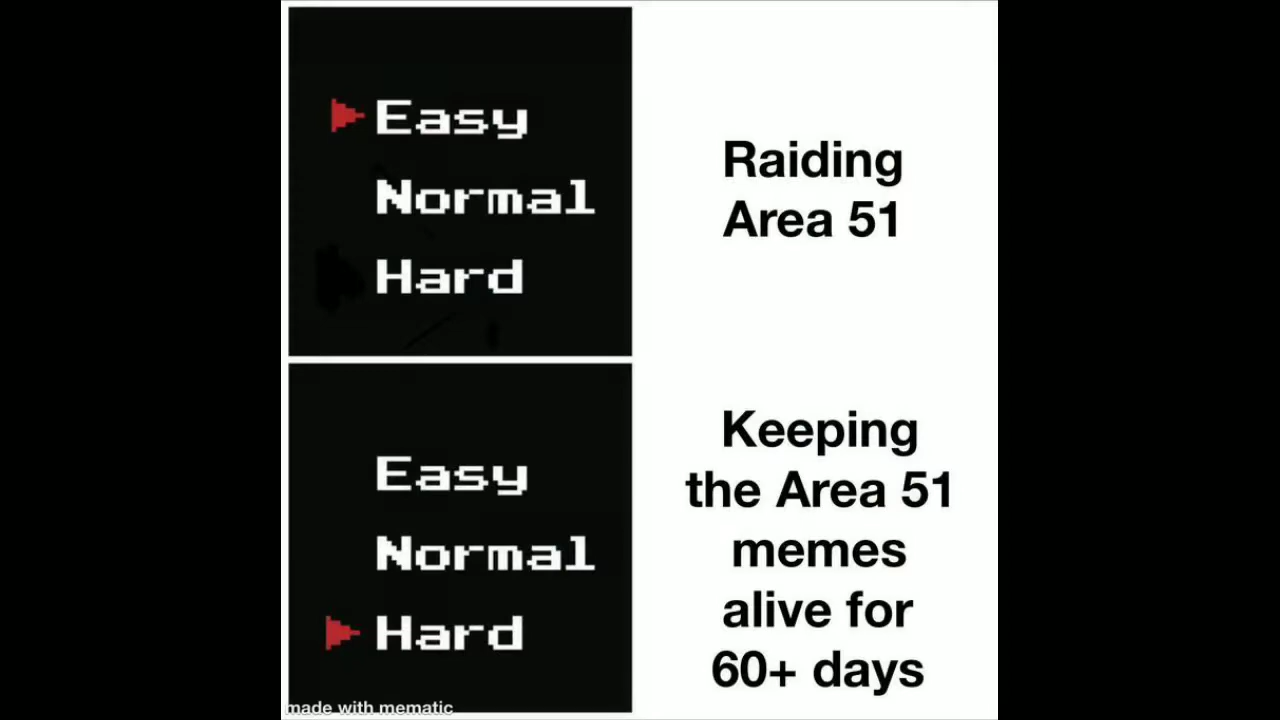 Easy
Normal
Hard
Raiding
Area 51
Easy
Normal
Hard
Keeping
the Area 51
memes
alive for
60+ days
made with mematic